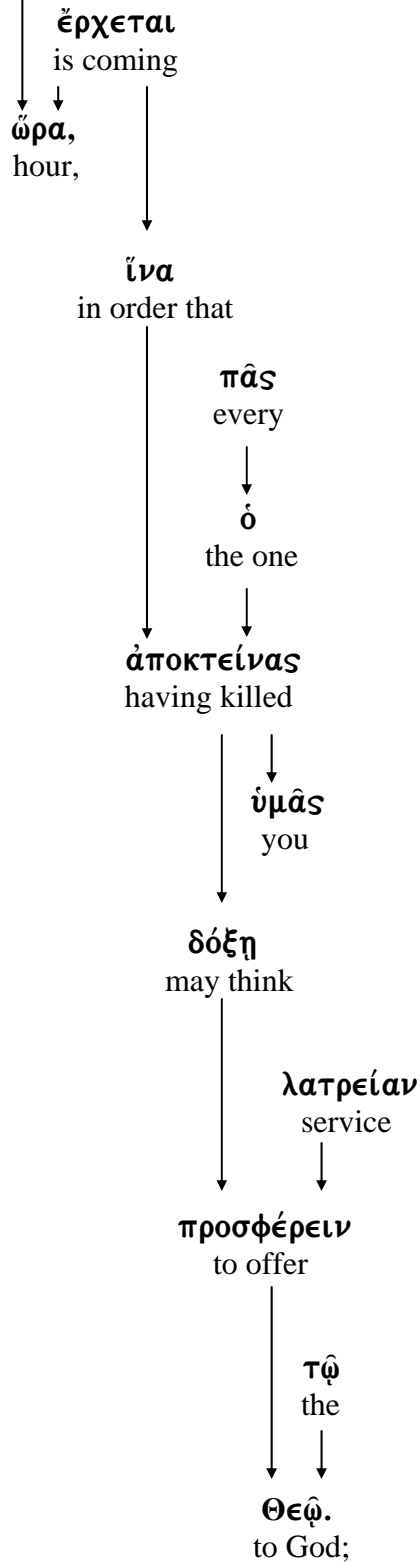 ἔρχεται
is coming
ὥρα,
hour,
ἵνα
in order that
πᾶς
every
ὁ
the one
ἀποκτείνας
having killed
ὑμᾶς
you
δόξῃ
may think
λατρείαν
service
προσφέρειν
to offer
τῷ
the
Θεῷ.
to God;